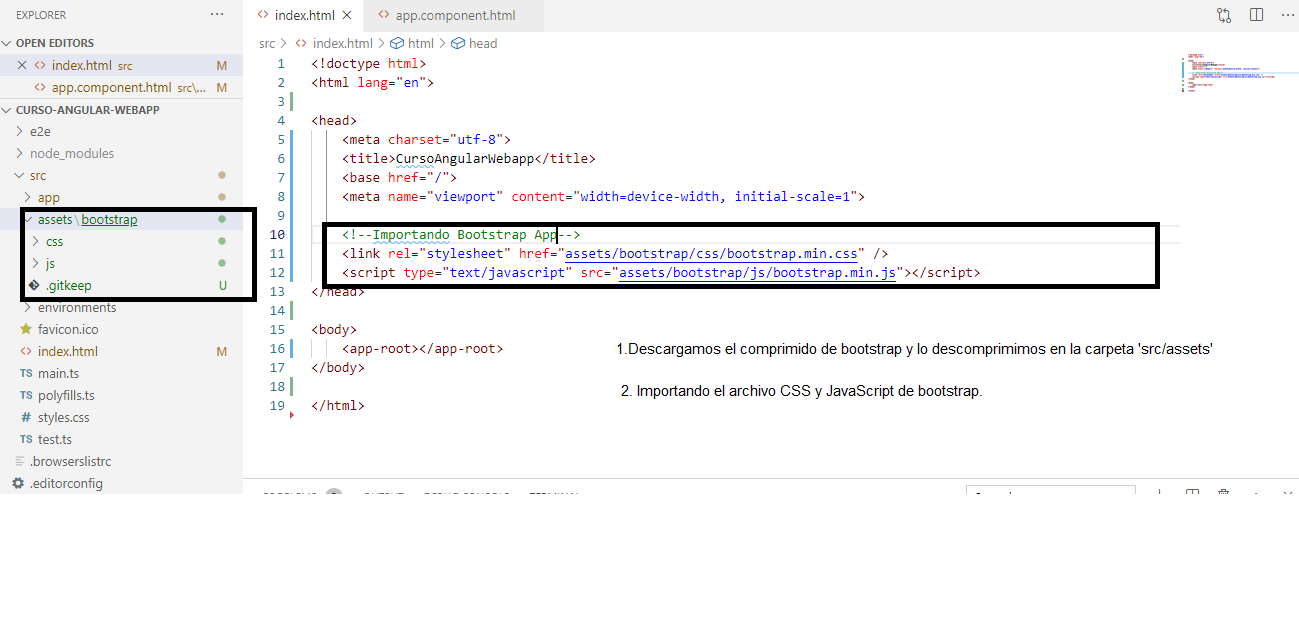 EXPLORER
OPEN EDITORS
index.html src M
app.component.html src\... M
CURSO-ANGULAR-WEBAPP
e2e
node_modules
src
app
assets\bootstrap
css
js
.gitkeep U
environments
favicon.ico
index.html M
TS main.ts
TS polyfills.ts
# styles.css
TS test.ts
.browserslistrc
.editorconfig
index.html
app.component.html
src > index.html > html > head
1 <!doctype html>
2 <html lang="en">
3
4 <head>
5 <meta charset="utf-8">
6 <title>CursoAngularWebapp</title>
7 <base href="/">
8 <meta name="viewport" content="width=device-width, initial-scale=1">
9
10 <!--Importando Bootstrap App-->
11 <link rel="stylesheet" href="assets/bootstrap/css/bootstrap.min.css" />
12 <script type="text/javascript" src="assets/bootstrap/js/bootstrap.min.js"></script>
13 </head>
14
15 <body>
16 <app-root></app-root>
17 </body>
18
19 </html>
1.Descargamos el comprimido de bootstrap y lo descomprimimos en la carpeta 'src/assets'
2. Importando el archivo CSS y JavaScript de bootstrap.